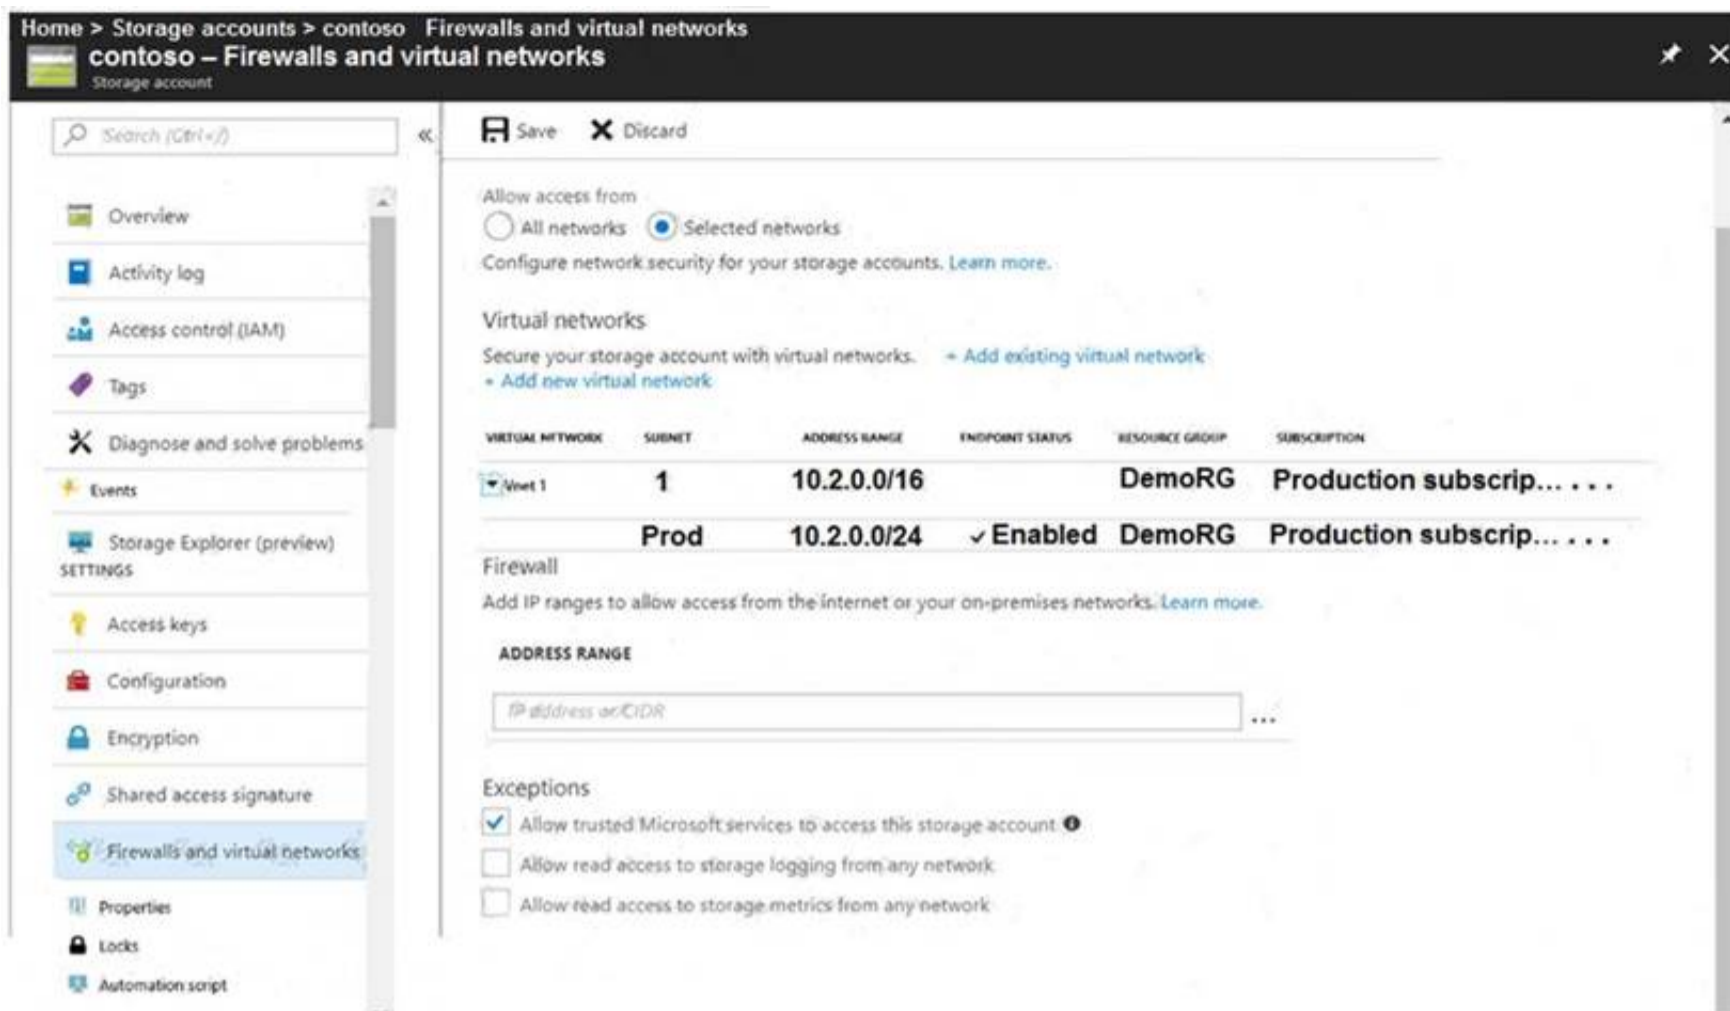 Home > Storage accounts > contoso Firewalls and virtual networks
contoso – Firewalls and virtual networks
Storage account
Search (Ctrl+/)
Overview
Activity log
Access control (IAM)
Tags
Diagnose and solve problems
Events
Storage Explorer (preview)
SETTINGS
Access keys
Configuration
Encryption
Shared access signature
Firewalls and virtual networks
Properties
Locks
Automation script
Save Discard
Allow access from
All networks Selected networks
Configure network security for your storage accounts. Learn more.
Virtual networks
Secure your storage account with virtual networks. + Add existing virtual network
+ Add new virtual network
VIRTUAL NETWORK SUBNET ADDRESS RANGE ENDPOINT STATUS RESOURCE GROUP SUBSCRIPTION
Vnet 1 1 10.2.0.0/16 DemoRG Production subscrip... . . .
Prod 10.2.0.0/24 ✓ Enabled DemoRG Production subscrip... . . .
Firewall
Add IP ranges to allow access from the internet or your on-premises networks. Learn more.
ADDRESS RANGE
IP address or CIDR
...
Exceptions
Allow trusted Microsoft services to access this storage account
Allow read access to storage logging from any network
Allow read access to storage metrics from any network